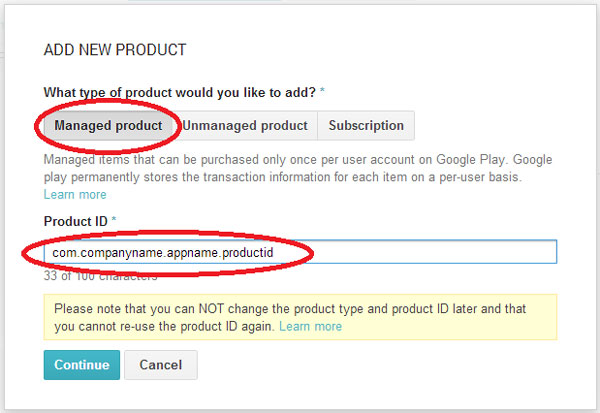 ADD NEW PRODUCT
What type of product would you like to add? *
Managed product Unmanaged product Subscription
Managed items that can be purchased only once per user account on Google Play. Google
play permanently stores the transaction information for each item on a per-user basis.
Learn more
Product ID *
com.companyname.appname.productid
33 of 100 characters
Please note that you can NOT change the product type and product ID later and that
you cannot re-use the product ID again. Learn more
Continue Cancel